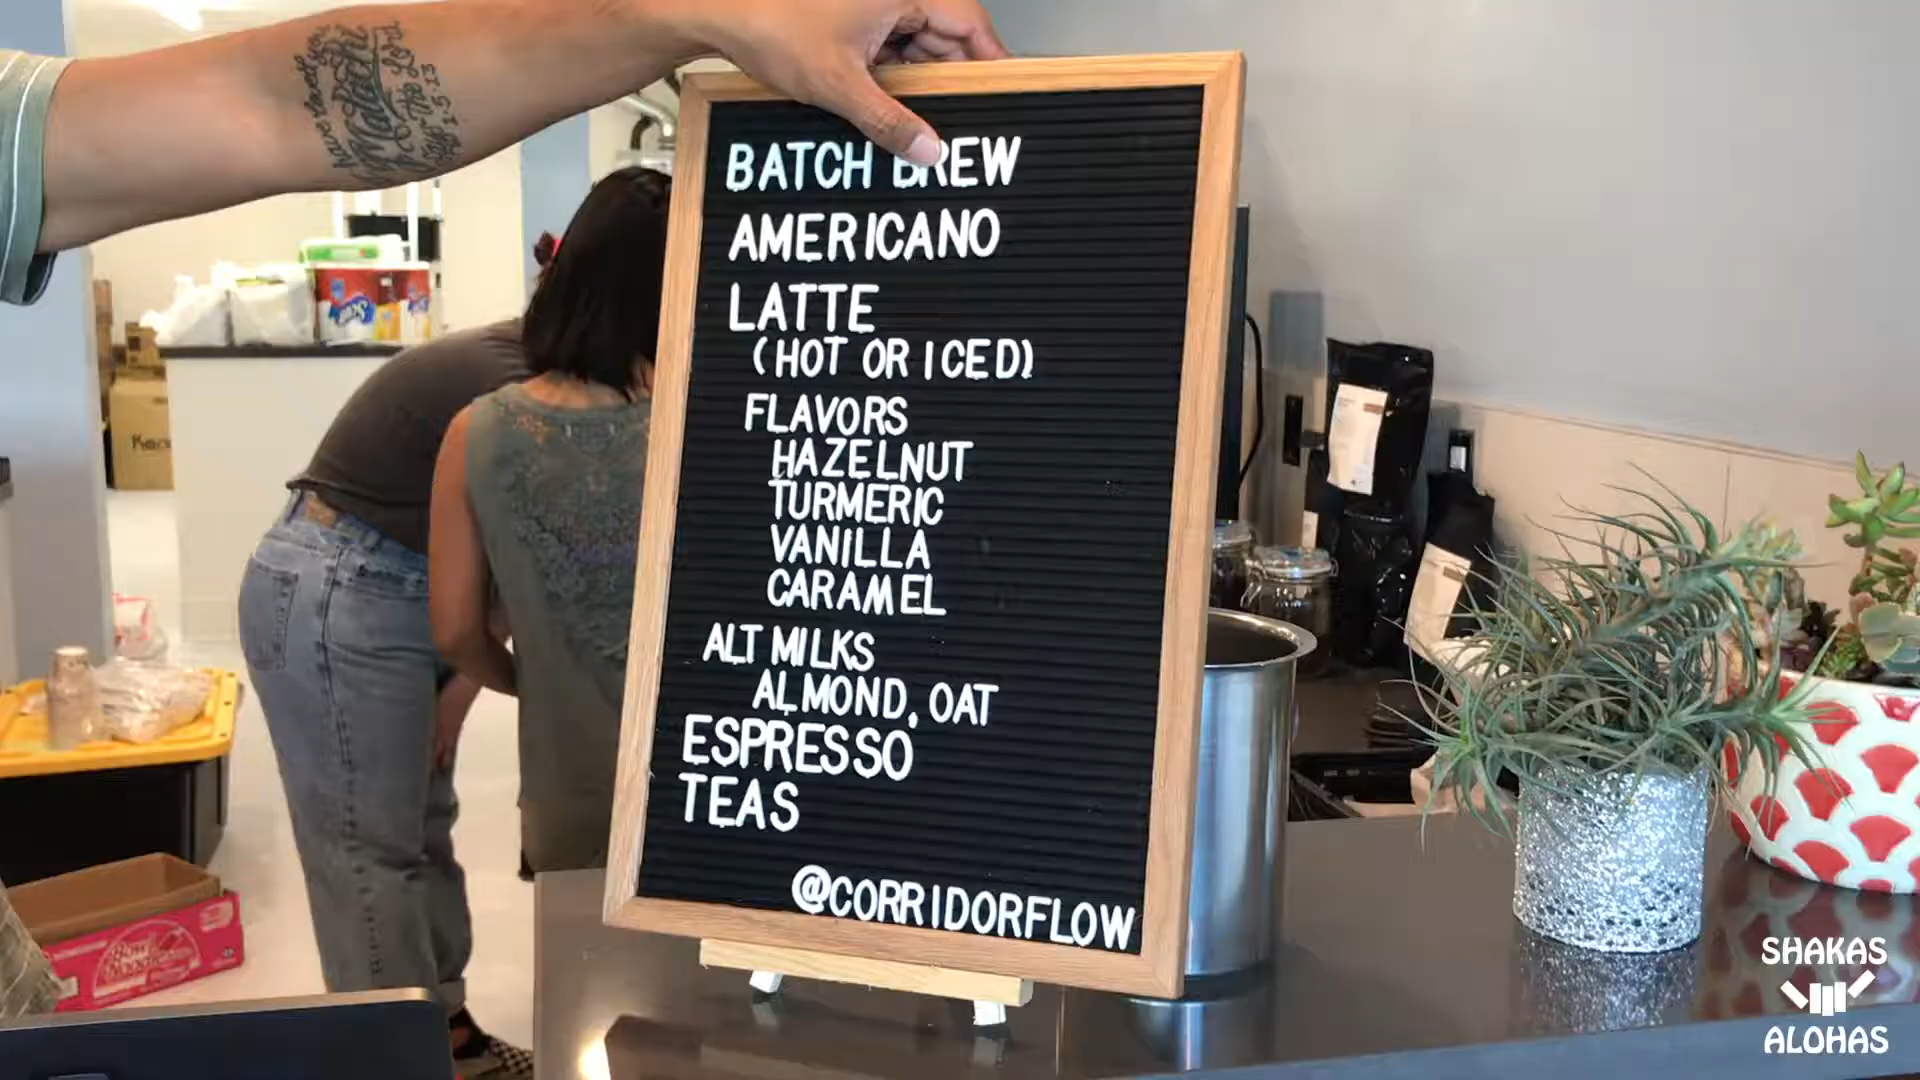 BATCH BREW
AMERICANO
LATTE
(HOT OR ICED)
FLAVORS
HAZELNUT
TURMERIC
VANILLA
CARAMEL
ALT MILKS
ALMOND, OAT
ESPRESSO
TEAS
@CORRIDORFLOW
Malachi
SHAKAS
ALOHAS